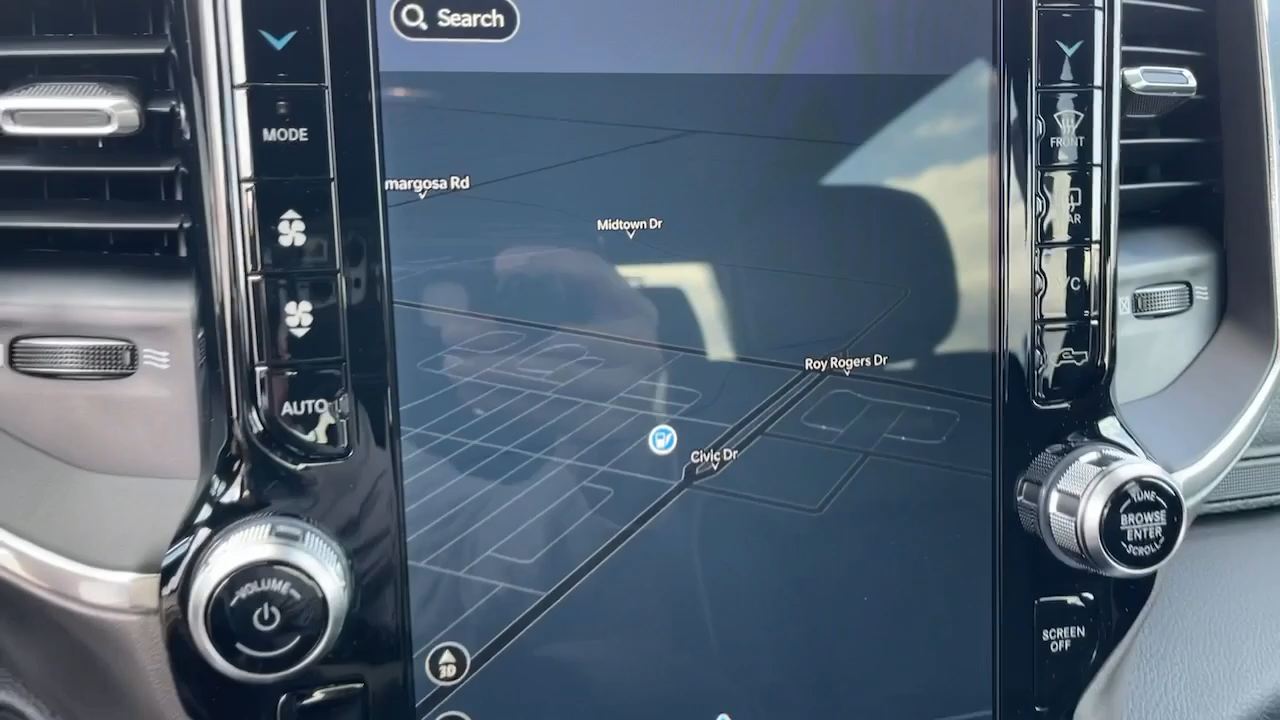 Search
MODE
FRONT
margosa Rd
Midtown Dr
Roy Rogers Dr
AUTO
Civic Dr
TUNE
BROWSE
ENTER
SCROLL
VOLUME
3D
SCREEN
OFF